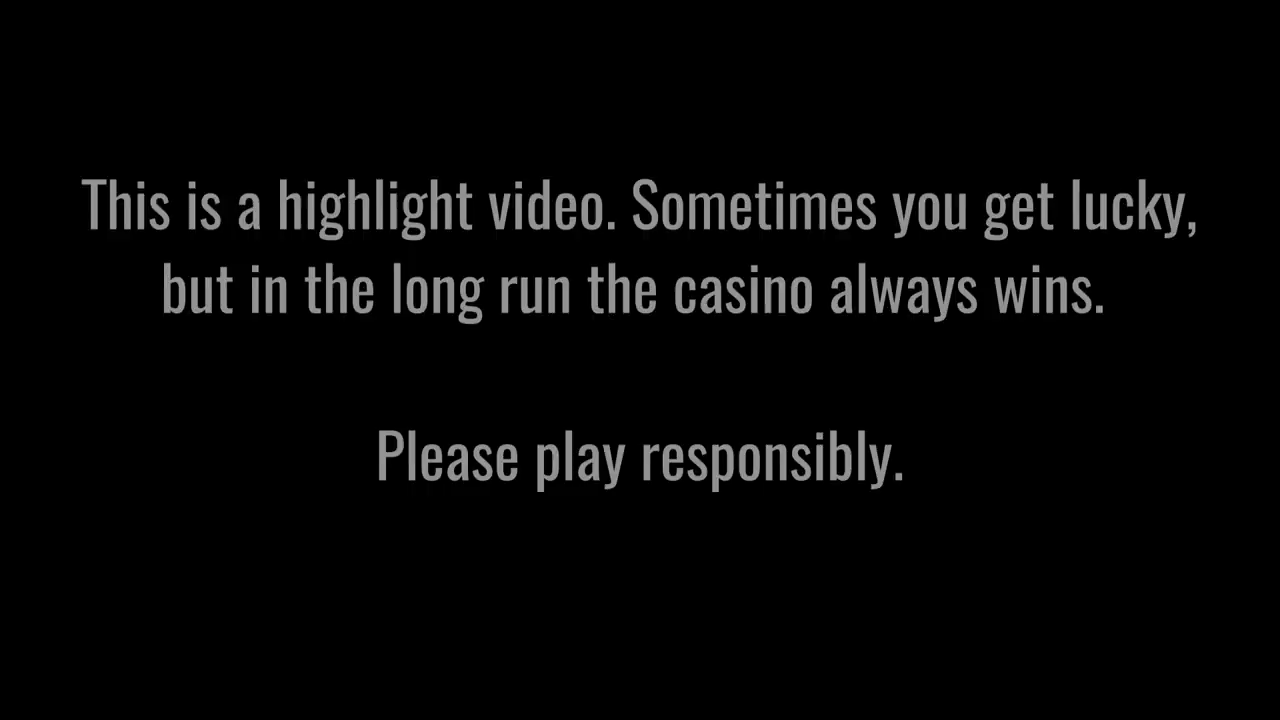 This is a highlight video. Sometimes you get lucky,
but in the long run the casino always wins.
Please play responsibly.